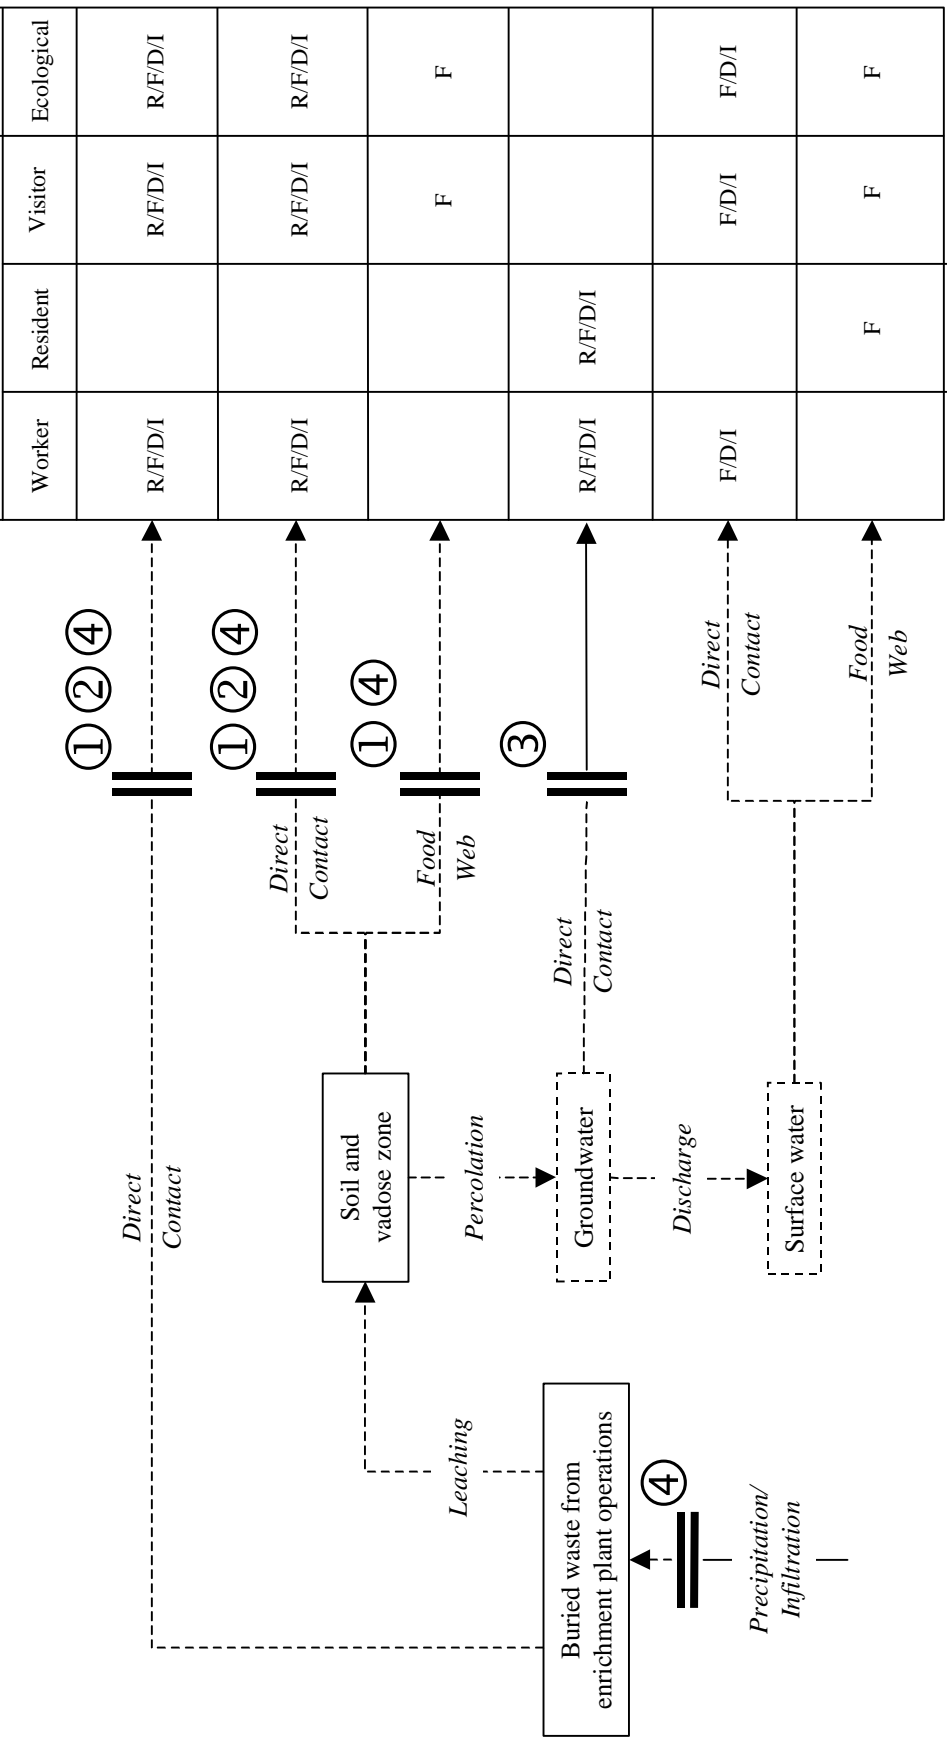 Worker
Resident
Visitor
Ecological
Direct
Contact
① ② ④
R/F/D/I
R/F/D/I
R/F/D/I
Direct
Contact
① ② ④
R/F/D/I
R/F/D/I
R/F/D/I
Food
Web
① ④
F
F
Soil and
vadose zone
Leaching
Percolation
Groundwater
Direct
Contact
③
R/F/D/I
R/F/D/I
Buried waste from
enrichment plant operations
④
Precipitation/
Infiltration
Discharge
Surface water
Direct
Contact
F/D/I
F/D/I
F/D/I
Food
Web
F
F
F